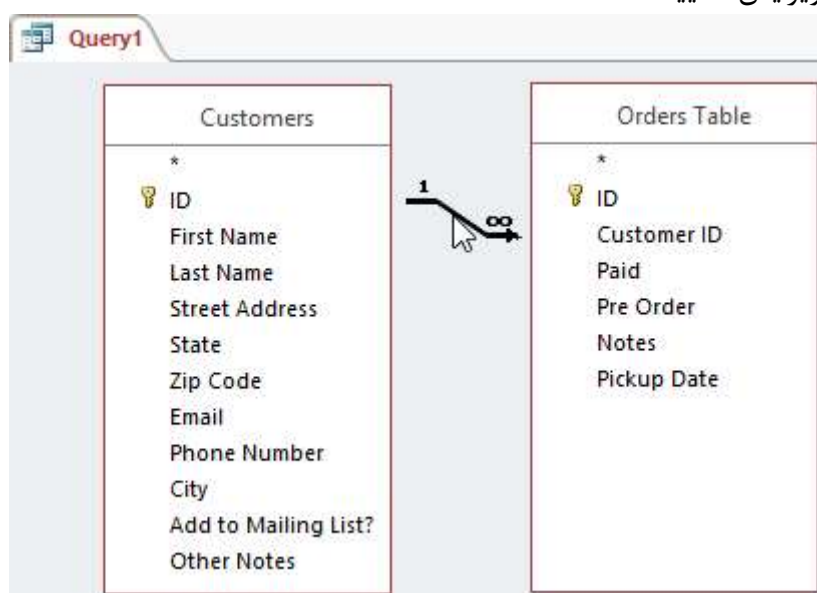 Query1
Customers
*
ID
First Name
Last Name
Street Address
State
Zip Code
Email
Phone Number
City
Add to Mailing List?
Other Notes
1
∞
Orders Table
*
ID
Customer ID
Paid
Pre Order
Notes
Pickup Date